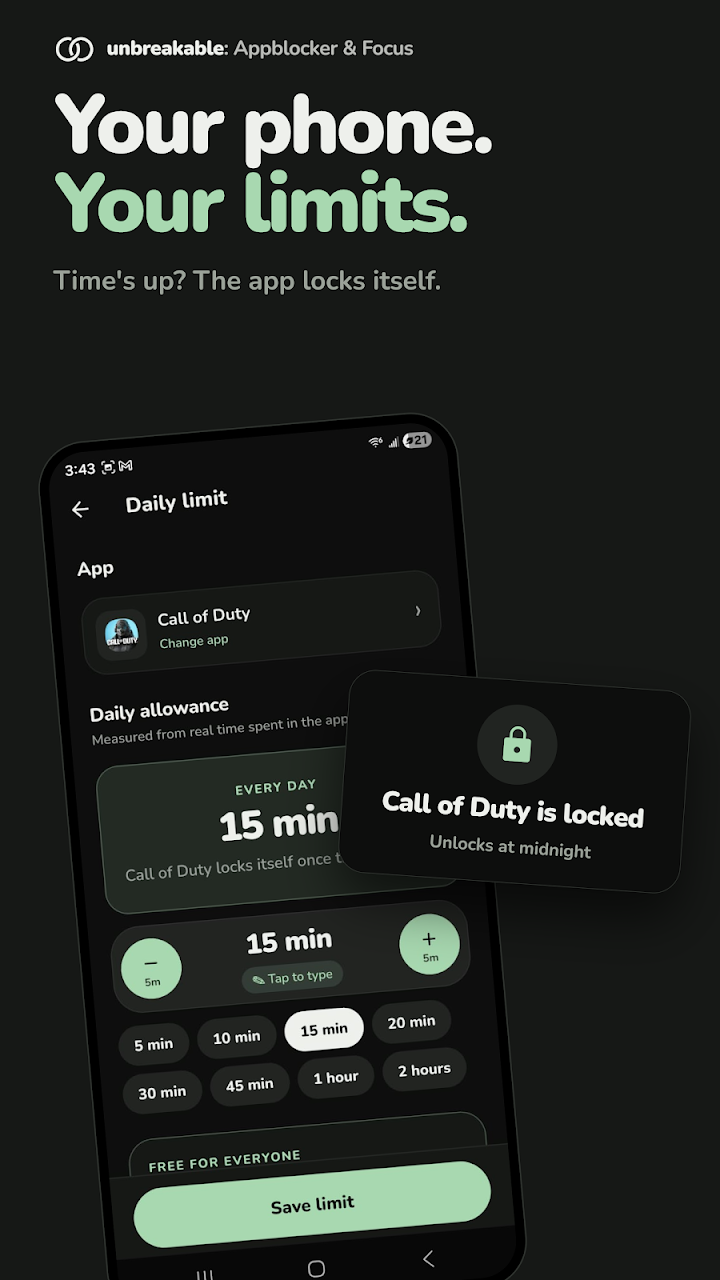 unbreakable: Appblocker & Focus
Your phone.
Your limits.
Time's up? The app locks itself.
3:43
21
Daily limit
App
CALL OF DUTY
Call of Duty
Change app
Daily allowance
Measured from real time spent in the app
EVERY DAY
15 min
Call of Duty locks itself once
Call of Duty is locked
Unlocks at midnight
15 min
5m
Tap to type
5m
5 min
10 min
15 min
20 min
30 min
45 min
1 hour
2 hours
FREE FOR EVERYONE
Save limit